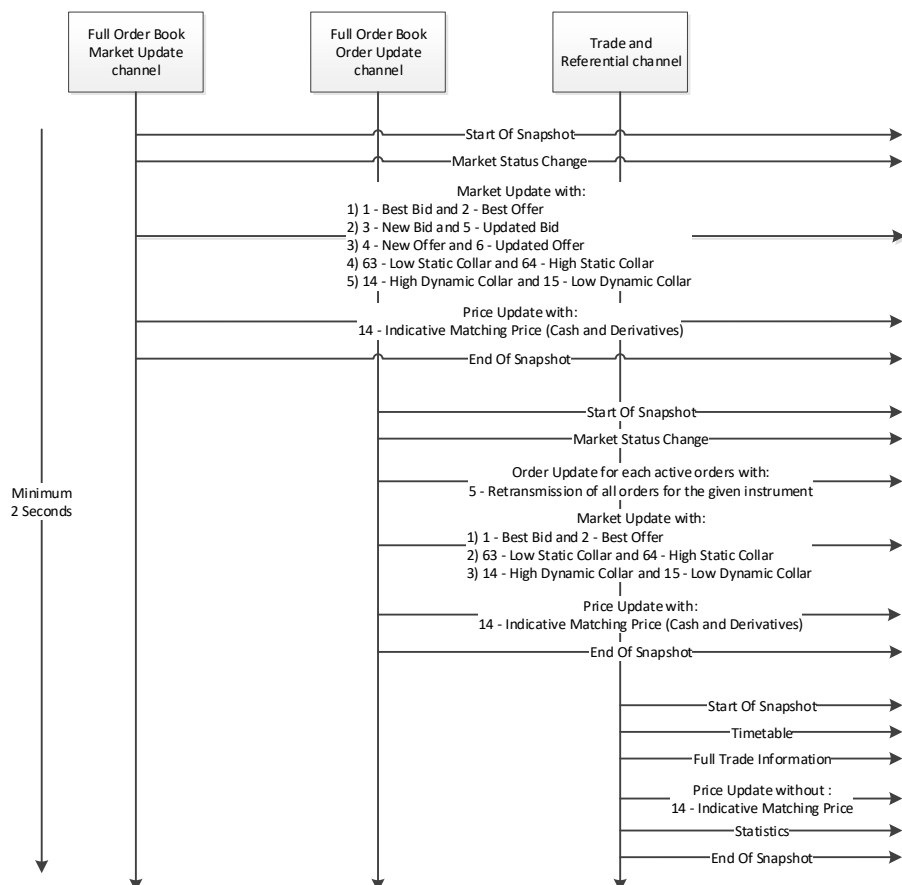 Full Order Book
Market Update
channel
Full Order Book
Order Update
channel
Trade and
Referential channel
Start Of Snapshot
Market Status Change
Market Update with:
1) 1 - Best Bid and 2 - Best Offer
2) 3 - New Bid and 5 - Updated Bid
3) 4 - New Offer and 6 - Updated Offer
4) 63 - Low Static Collar and 64 - High Static Collar
5) 14 - High Dynamic Collar and 15 - Low Dynamic Collar
Price Update with:
14 - Indicative Matching Price (Cash and Derivatives)
End Of Snapshot
Start Of Snapshot
Market Status Change
Order Update for each active orders with:
5 - Retransmission of all orders for the given instrument
Minimum
2 Seconds
Market Update with:
1) 1 - Best Bid and 2 - Best Offer
2) 63 - Low Static Collar and 64 - High Static Collar
3) 14 - High Dynamic Collar and 15 - Low Dynamic Collar
Price Update with:
14 - Indicative Matching Price (Cash and Derivatives)
End Of Snapshot
Start Of Snapshot
Timetable
Full Trade Information
Price Update without :
14 - Indicative Matching Price
Statistics
End Of Snapshot